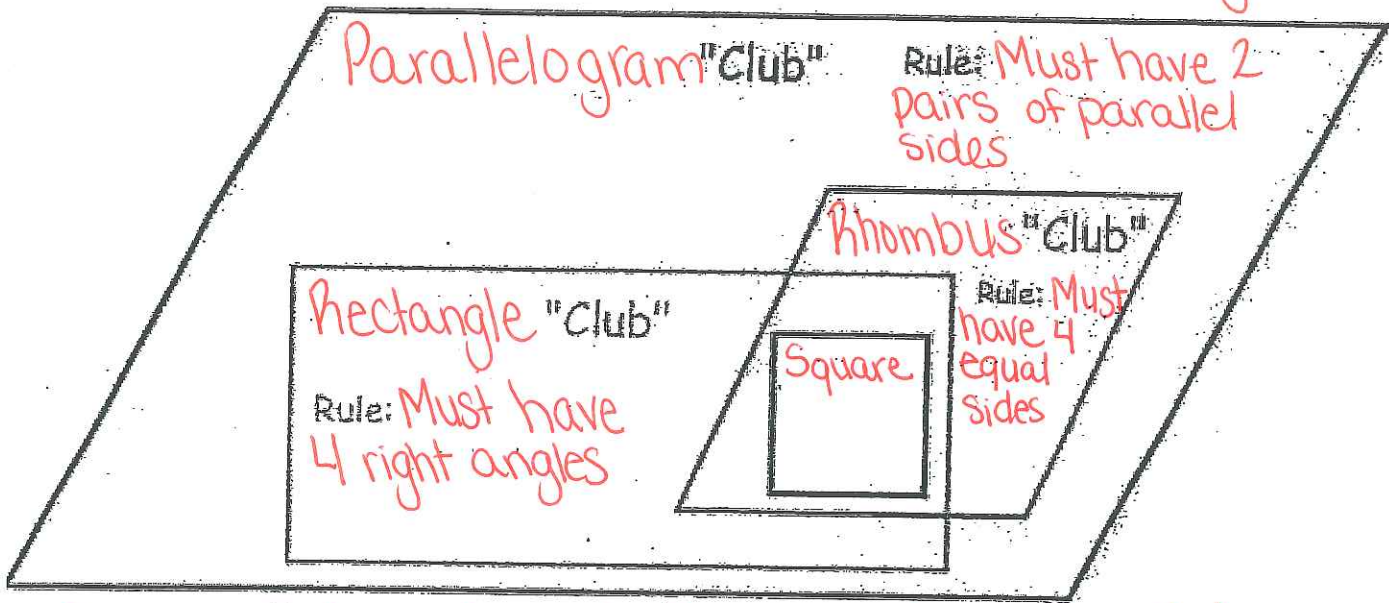 Parallelogram "Club"
Rule: Must have 2
pairs of parallel
sides
Rhombus "Club"
Rule: Must
have 4
equal
sides
Rectangle "Club"
Rule: Must have
4 right angles
Square